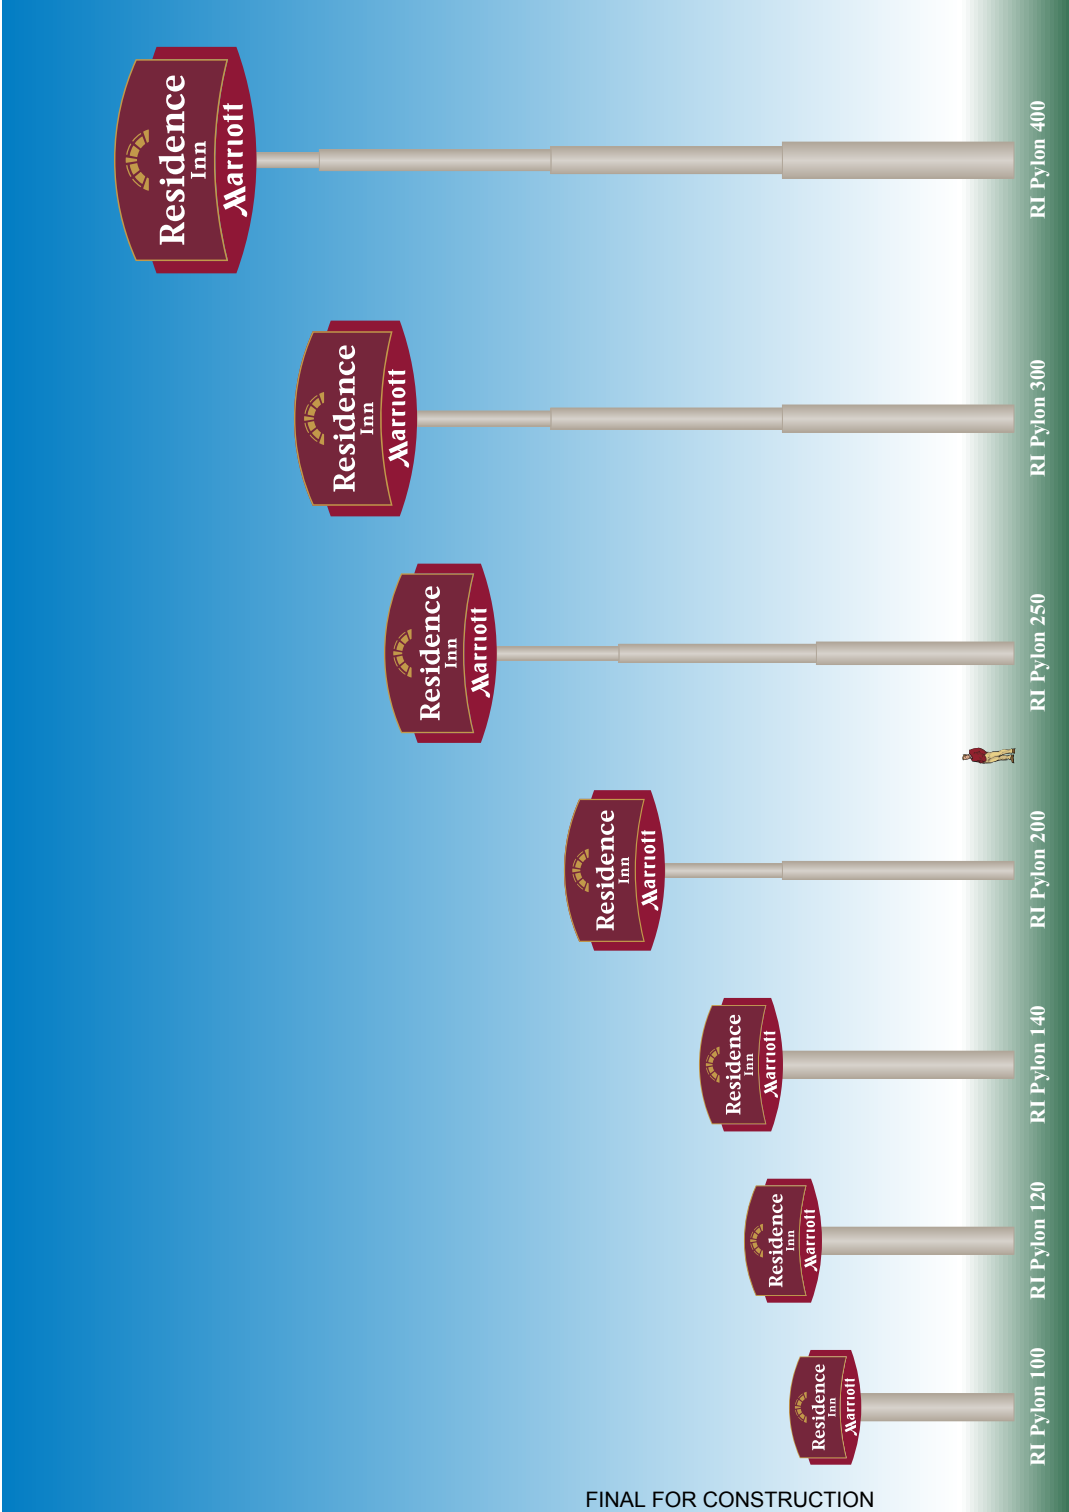 Residence
Inn
Marriott
RI Pylon 100
Residence
Inn
Marriott
RI Pylon 120
Residence
Inn
Marriott
RI Pylon 140
Residence
Inn
Marriott
RI Pylon 200
Residence
Inn
Marriott
RI Pylon 250
Residence
Inn
Marriott
RI Pylon 300
Residence
Inn
Marriott
RI Pylon 400
FINAL FOR CONSTRUCTION